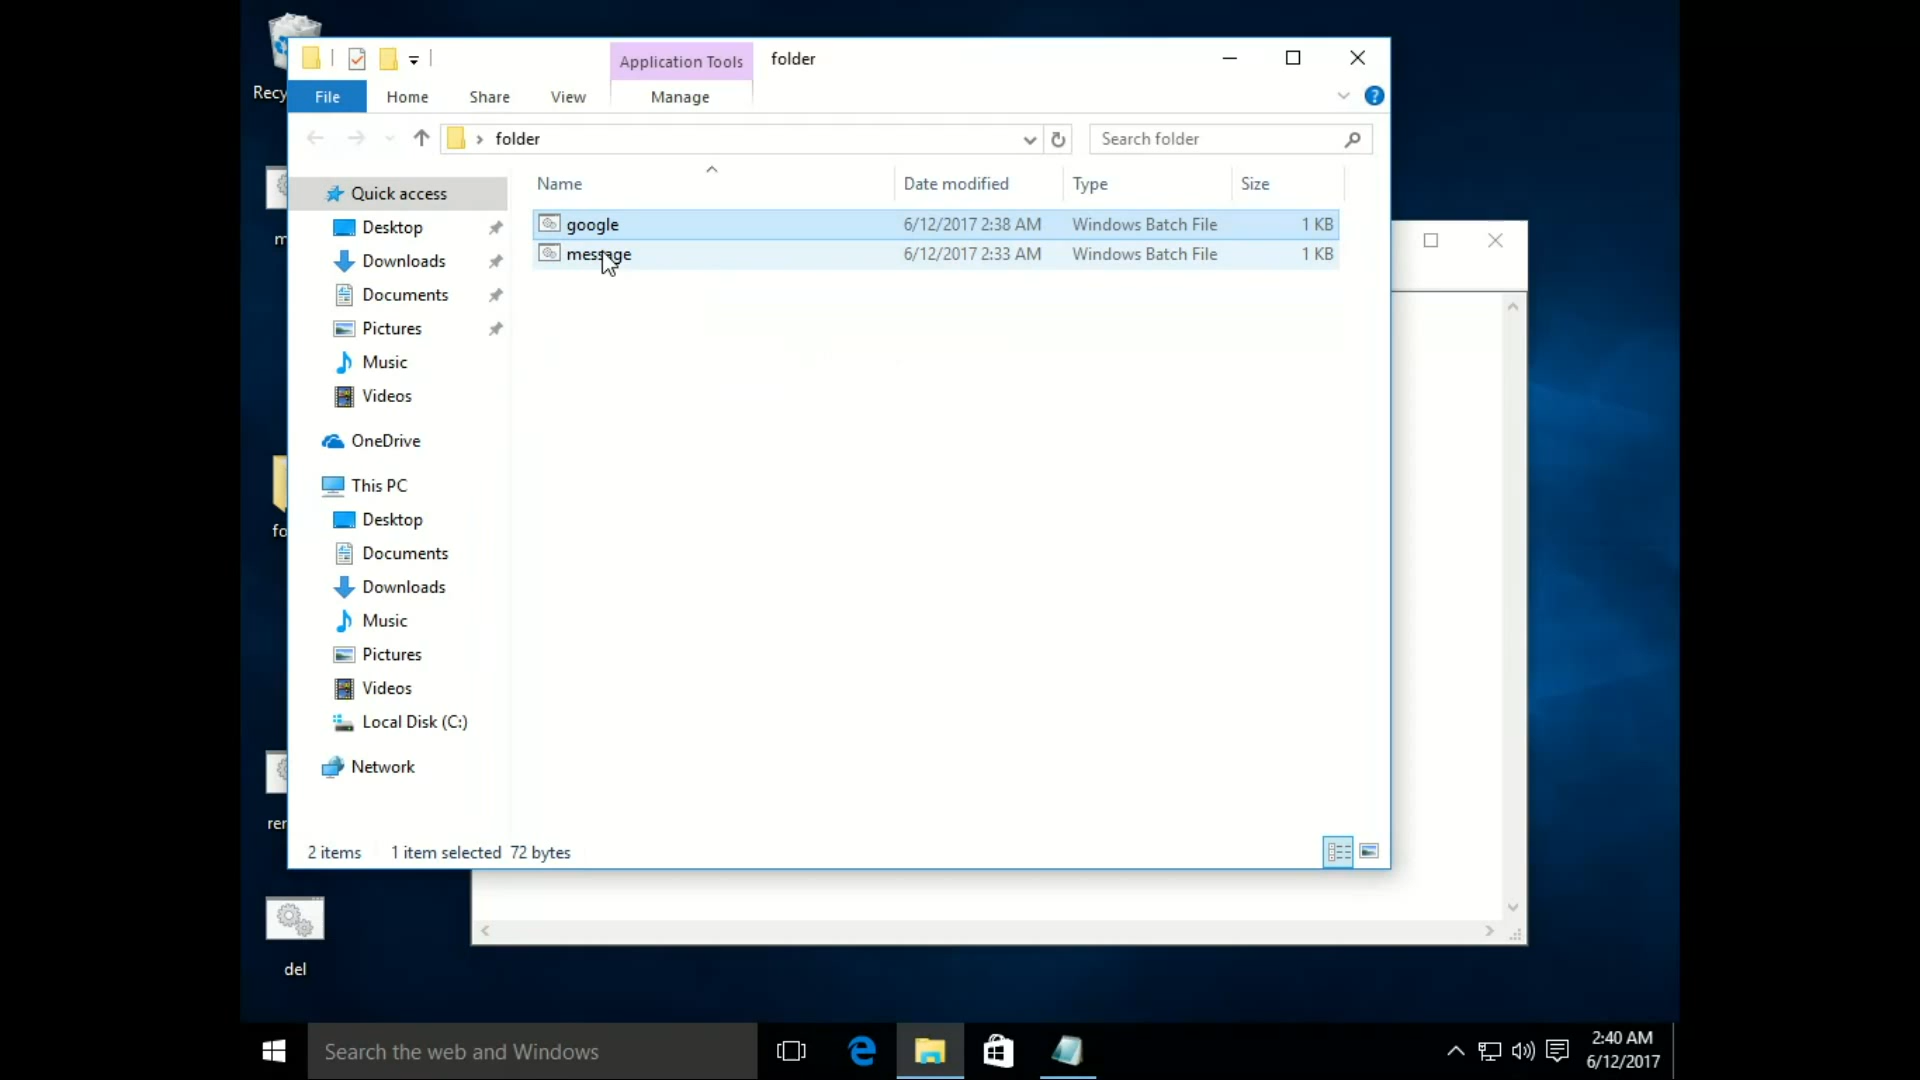 Application Tools
folder
File
Home
Share
View
Manage
folder
Search folder
Name
Date modified
Type
Size
Quick access
google
6/12/2017 2:38 AM
Windows Batch File
1 KB
message
6/12/2017 2:33 AM
Windows Batch File
1 KB
Desktop
Downloads
Documents
Pictures
Music
Videos
OneDrive
This PC
Desktop
Documents
Downloads
Music
Pictures
Videos
Local Disk (C:)
Network
2 items
1 item selected 72 bytes
del
Search the web and Windows
2:40 AM
6/12/2017